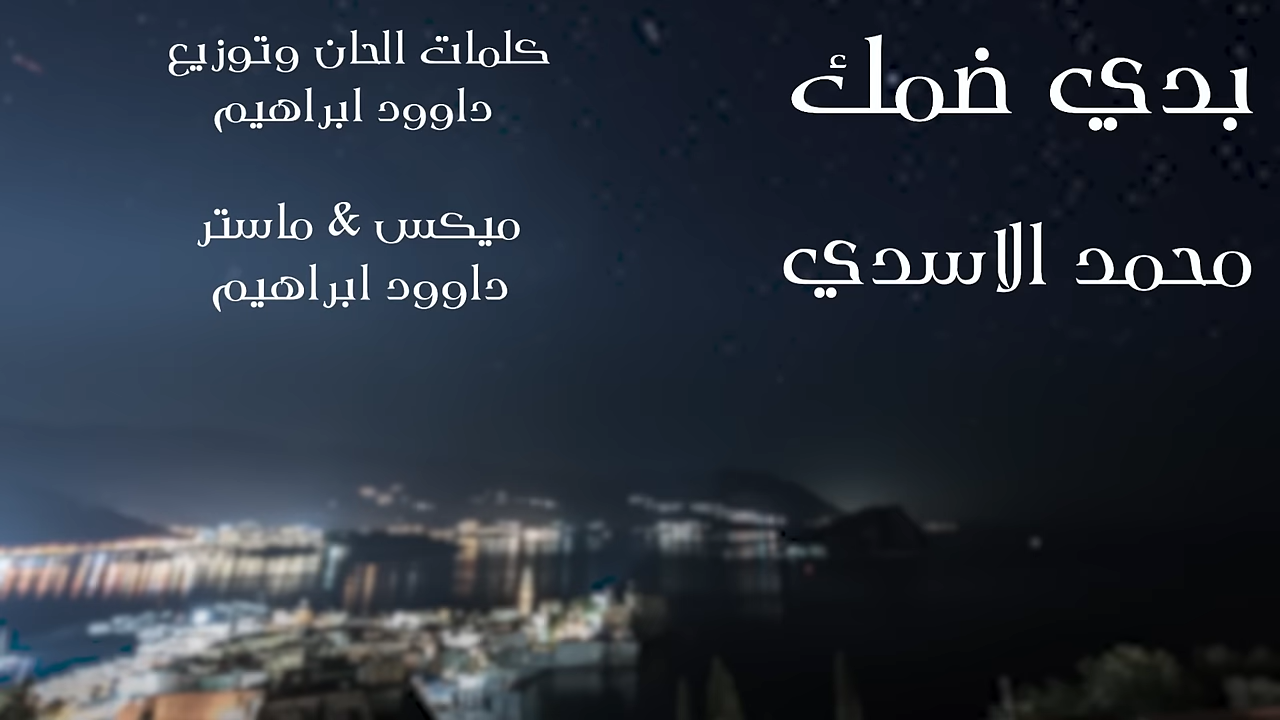 بدي ضمك
محمد الاسدي
كلمات الحان وتوزيع
داوود ابراهيم
ميكس & ماستر
داوود ابراهيم